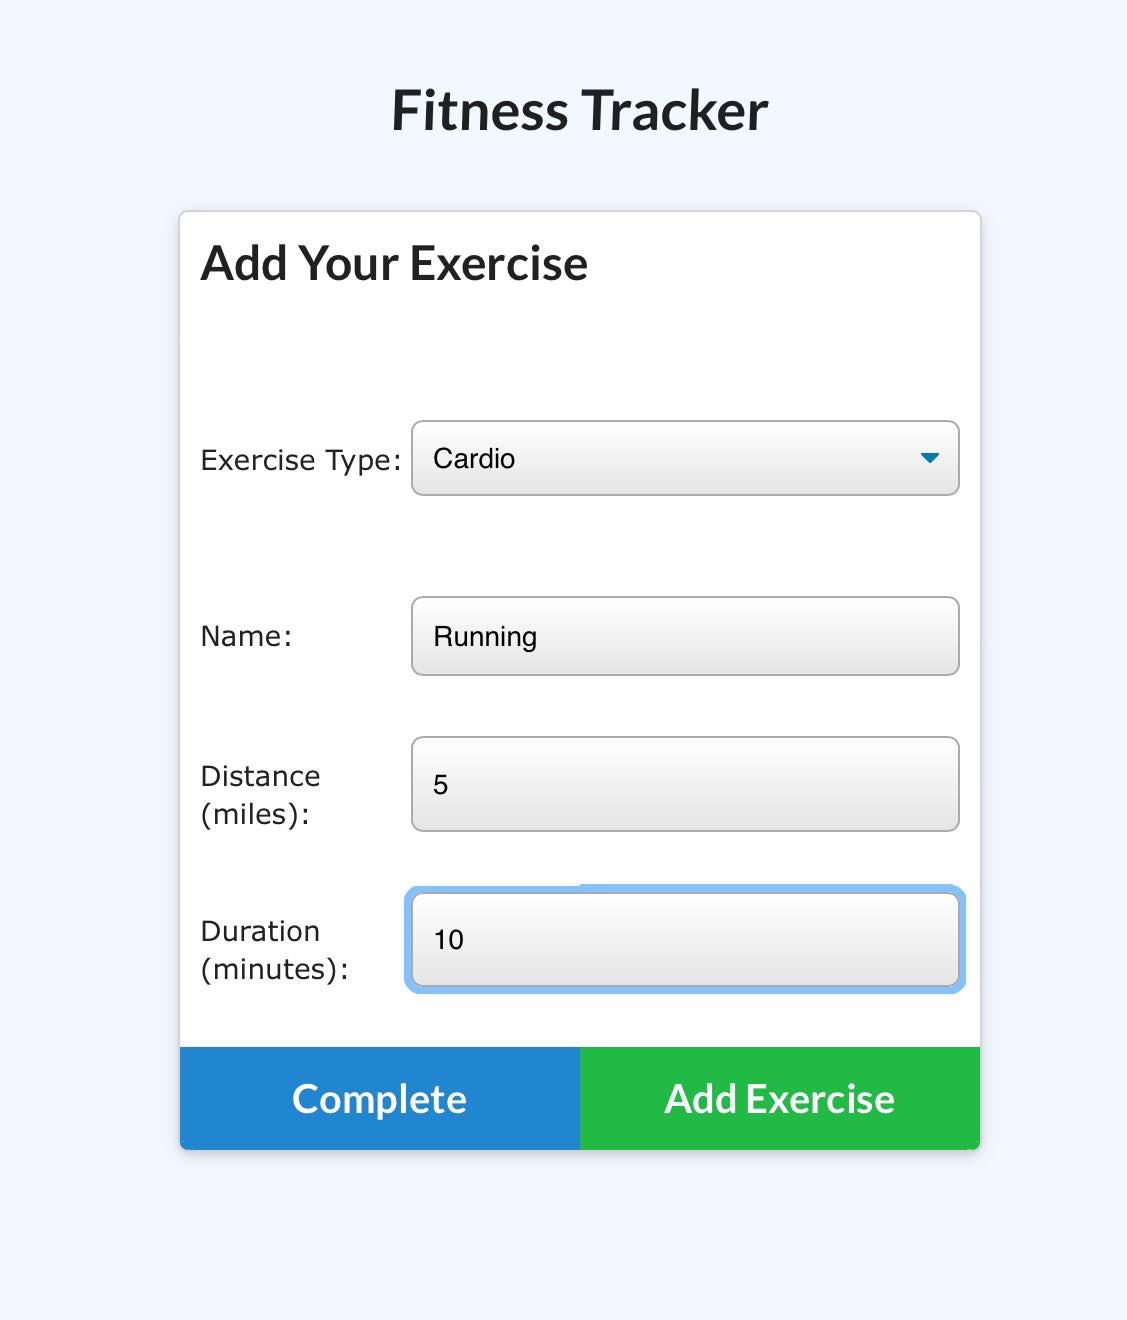 Fitness Tracker
Add Your Exercise
Exercise Type: Cardio
Name: Running
Distance
(miles):
5
Duration
(minutes):
10
Complete Add Exercise